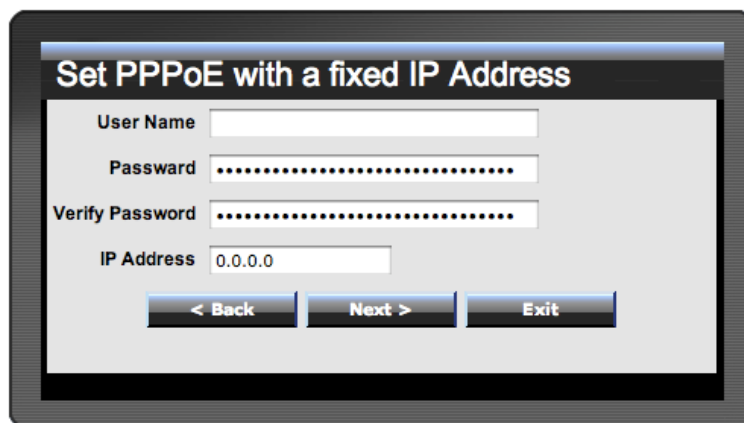 Set PPPoE with a fixed IP Address
User Name
Passward
•••••••••••••••••••••••••••••••••
Verify Password
•••••••••••••••••••••••••••••••••
IP Address 0.0.0.0
< Back Next > Exit